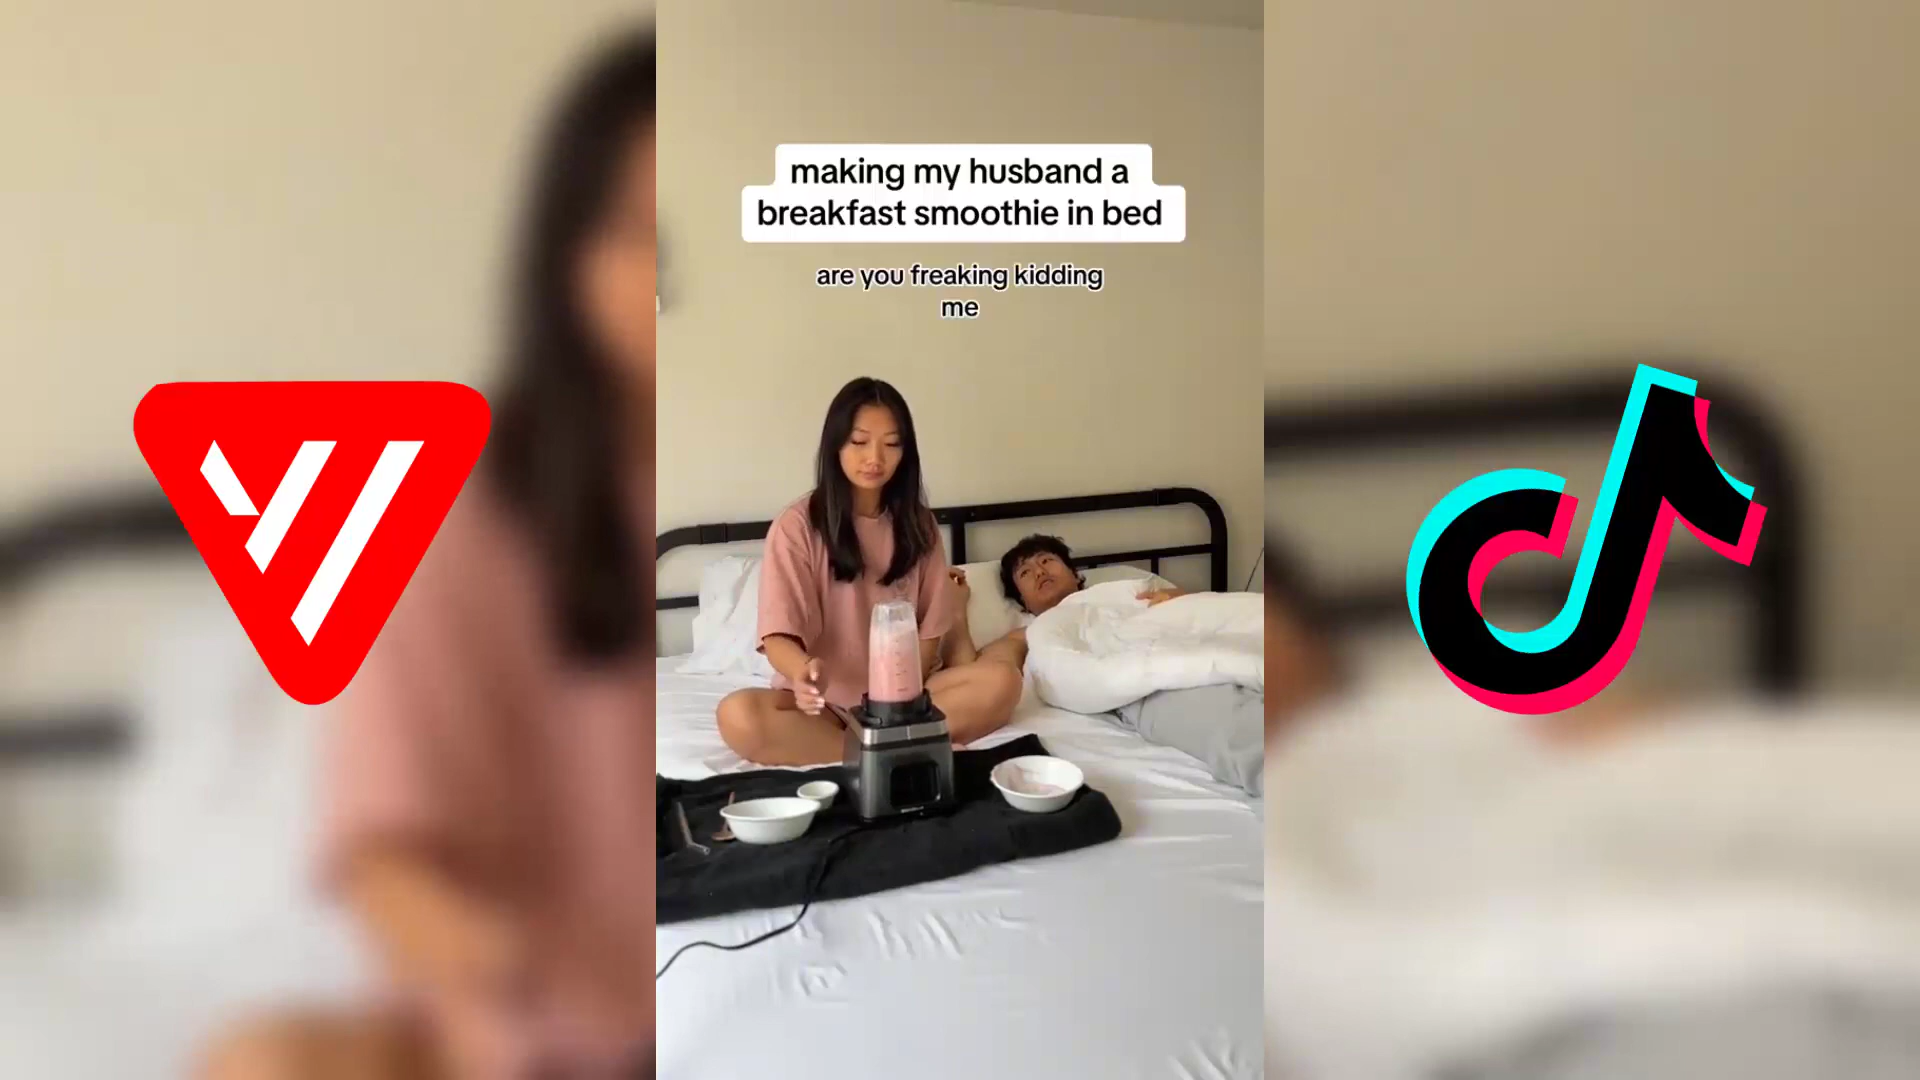 making my husband a
breakfast smoothie in bed
are you freaking kidding
me